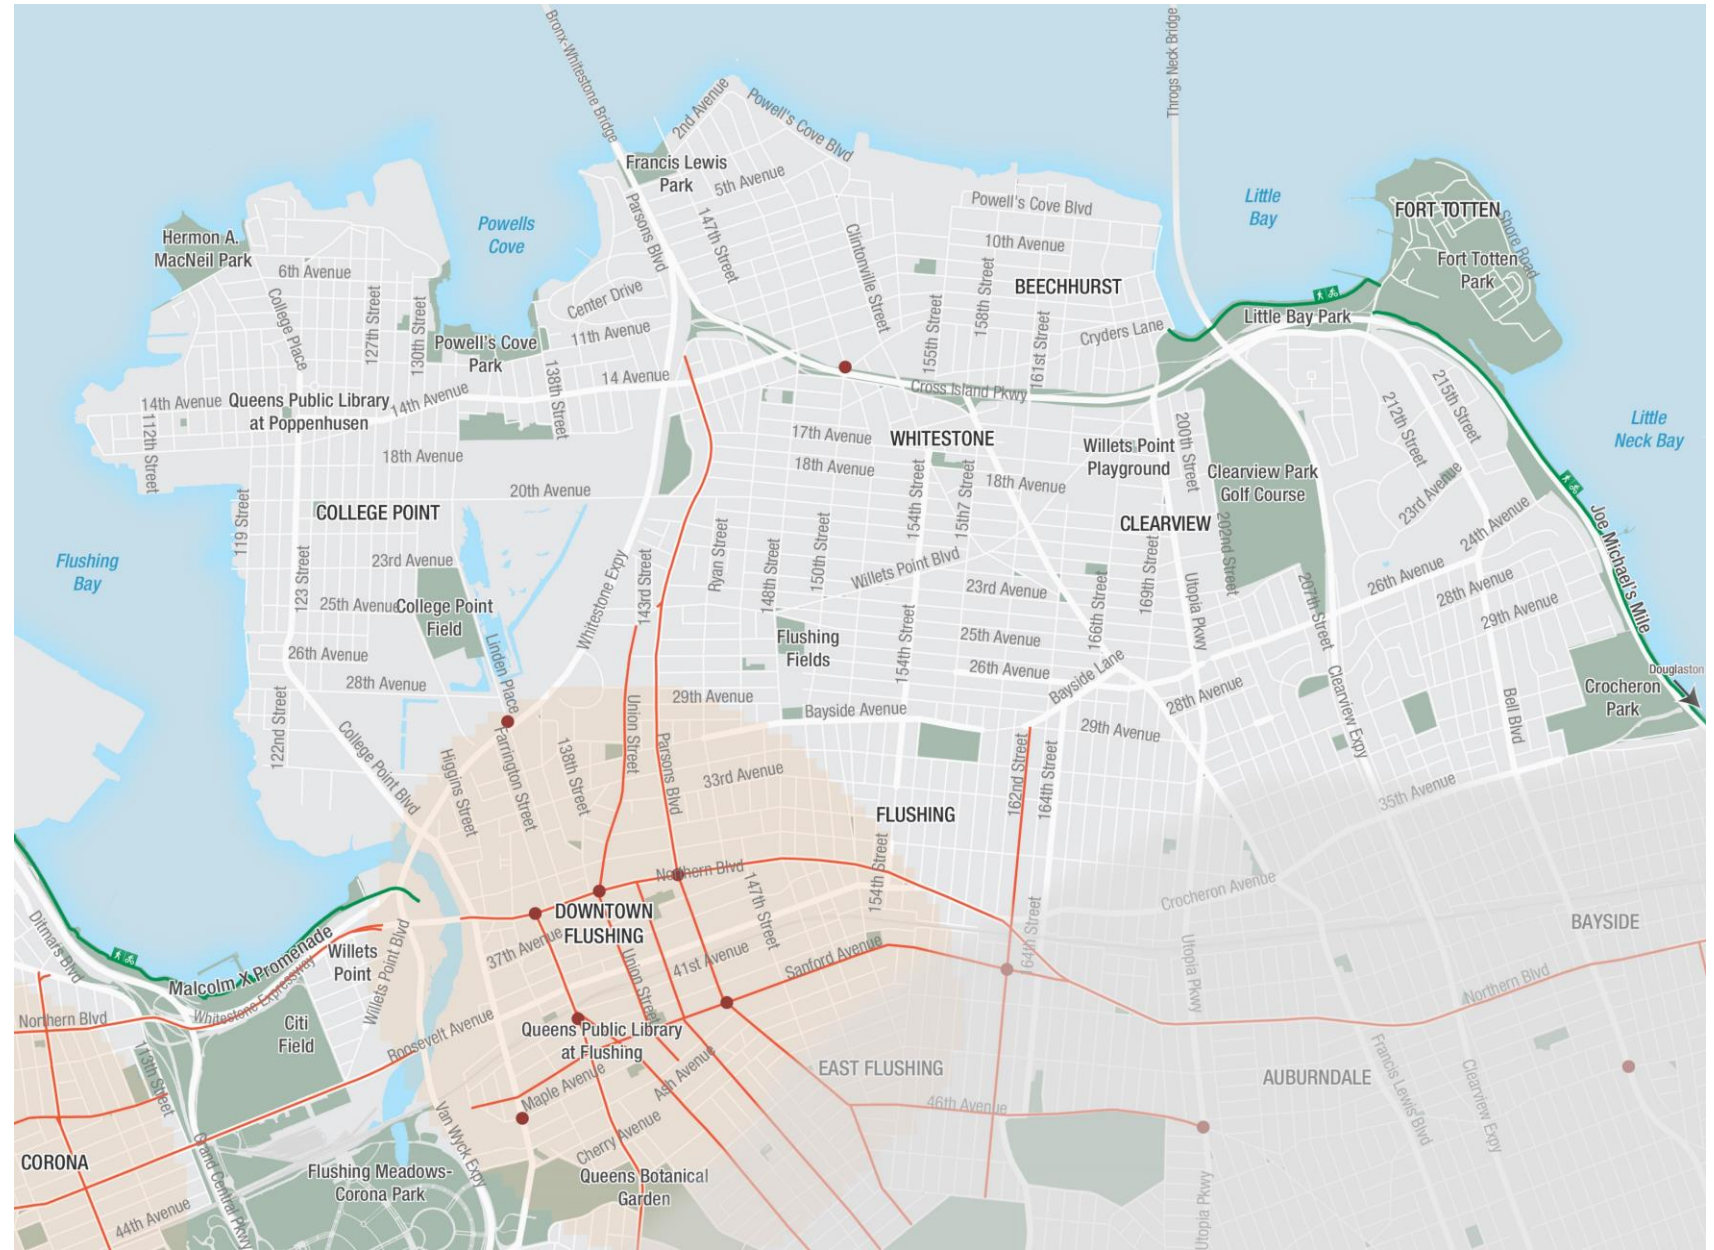 Bronx-Whitestone Bridge
Throgs Neck Bridge
2nd Avenue
Powell's Cove Blvd
Francis Lewis
Park
5th Avenue
Parsons Blvd
147th Street
Powells
Cove
Hermon A.
MacNeil Park
6th Avenue
College Place
127th Street
130th Street
Center Drive
11th Avenue
Powell's Cove
Park
138th Street
14 Avenue
14th Avenue
Queens Public Library
at Poppenhusen
14th Avenue
112th Street
18th Avenue
20th Avenue
COLLEGE POINT
119 Street
Flushing
Bay
23rd Avenue
123 Street
25th Avenue
College Point
Field
26th Avenue
28th Avenue
122nd Street
College Point Blvd
Linden Place
Whitestone Expy
143rd Street
Clintonville Street
Powell's Cove Blvd
10th Avenue
BEECHHURST
155th Street
158th Street
161st Street
Cryders Lane
Cross Island Pkwy
Little
Bay
FORT TOTTEN
Shore Road
Fort Totten
Park
Little Bay Park
17th Avenue
WHITESTONE
18th Avenue
18th Avenue
154th Street
15th7 Street
Willets Point
Playground
200th Street
Clearview Park
Golf Course
CLEARVIEW
202nd Street
212th Street
215th Street
23rd Avenue
24th Avenue
Little
Neck Bay
Joe Michael's Mile
Ryan Street
148th Street
150th Street
Willets Point Blvd
23rd Avenue
169th Street
166th Street
Utopia Pkwy
207th Street
26th Avenue
28th Avenue
29th Avenue
Flushing
Fields
154th Street
25th Avenue
26th Avenue
Bayside Lane
28th Avenue
29th Avenue
Clearview Expy
Bell Blvd
Crocheron
Park
Douglaston
29th Avenue
Bayside Avenue
Union Street
Parsons Blvd
33rd Avenue
138th Street
Farrington Street
Higgins Street
FLUSHING
162nd Street
164th Street
35th Avenue
Northern Blvd
147th Street
154th Street
Crocheron Avenue
BAYSIDE
DOWNTOWN
FLUSHING
37th Avenue
Union Street
41st Avenue
Sanford Avenue
64th Street
Utopia Pkwy
Northern Blvd
Ditmars Blvd
Malcolm X Promenade
Whitestone Expressway
Willets
Point
Willets Point Blvd
Northern Blvd
Citi
Field
Roosevelt Avenue
Queens Public Library
at Flushing
Maple Avenue
Ash Avenue
Cherry Avenue
EAST FLUSHING
46th Avenue
AUBURNDALE
Francis Lewis Blvd
Clearview Expy
113th Street
CORONA
44th Avenue
Grand Central Pkwy
Flushing Meadows-
Corona Park
Van Wyck Expy
Queens Botanical
Garden
Utopia Pkwy